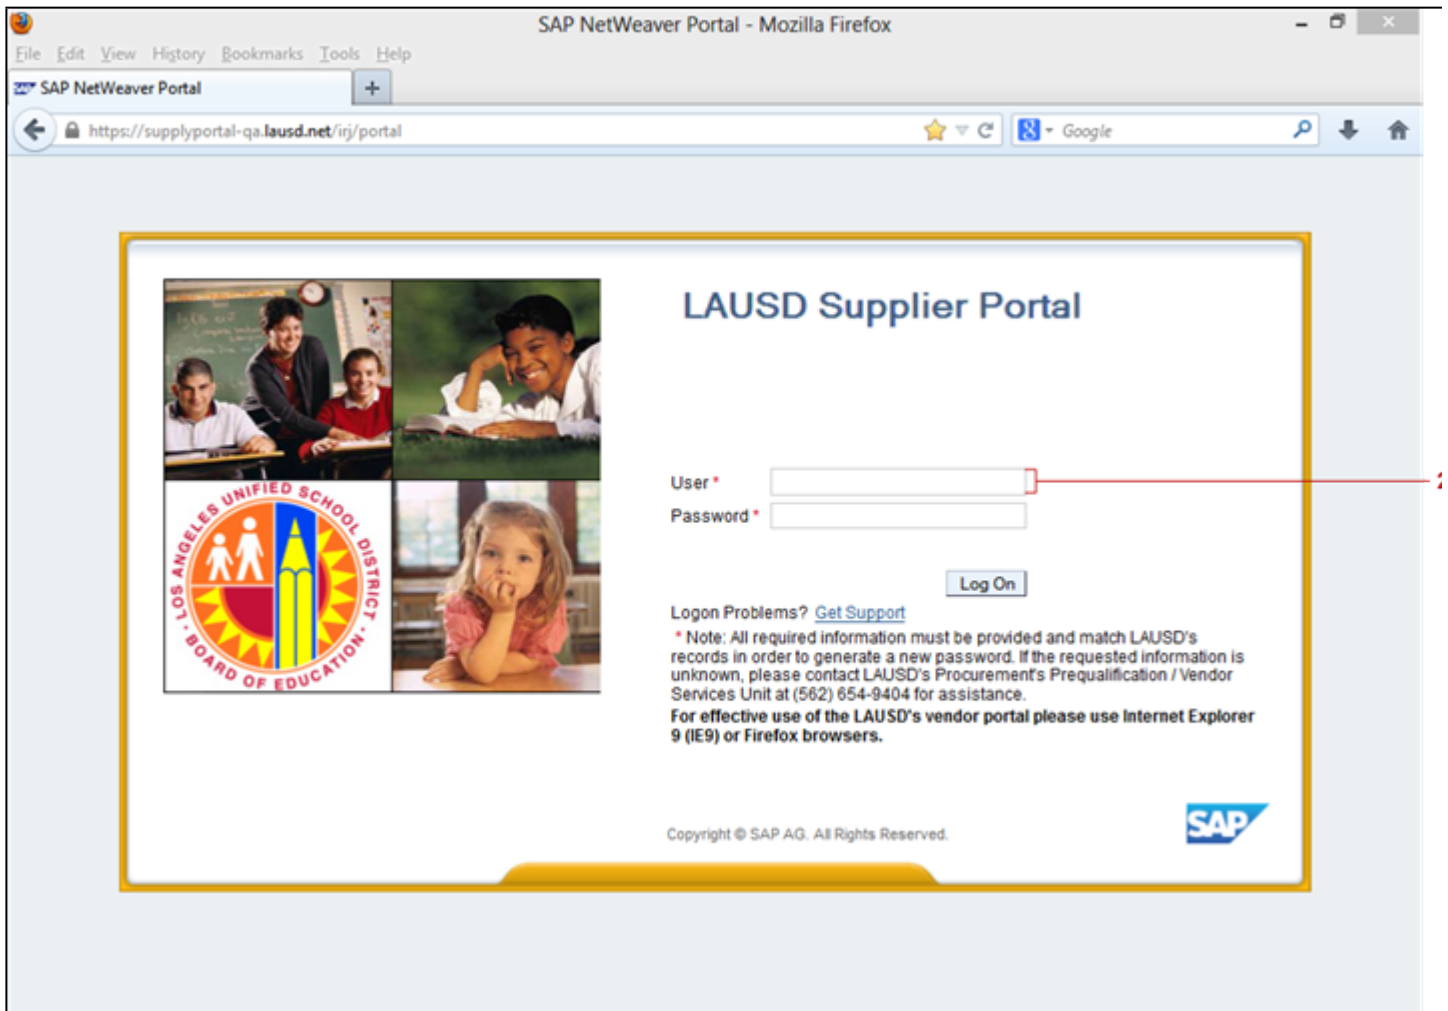 SAP NetWeaver Portal - Mozilla Firefox
File Edit View History Bookmarks Tools Help
SAP NetWeaver Portal
https://supplyportal-qa.lausd.net/irj/portal
Google
LAUSD Supplier Portal
LOS ANGELES UNIFIED SCHOOL DISTRICT · BOARD OF EDUCATION ·
User *
2
Password *
Log On
Logon Problems? Get Support
* Note: All required information must be provided and match LAUSD's
records in order to generate a new password. If the requested information is
unknown, please contact LAUSD's Procurement's Prequalification / Vendor
Services Unit at (562) 654-9404 for assistance.
For effective use of the LAUSD's vendor portal please use Internet Explorer
9 (IE9) or Firefox browsers.
SAP
Copyright © SAP AG. All Rights Reserved.